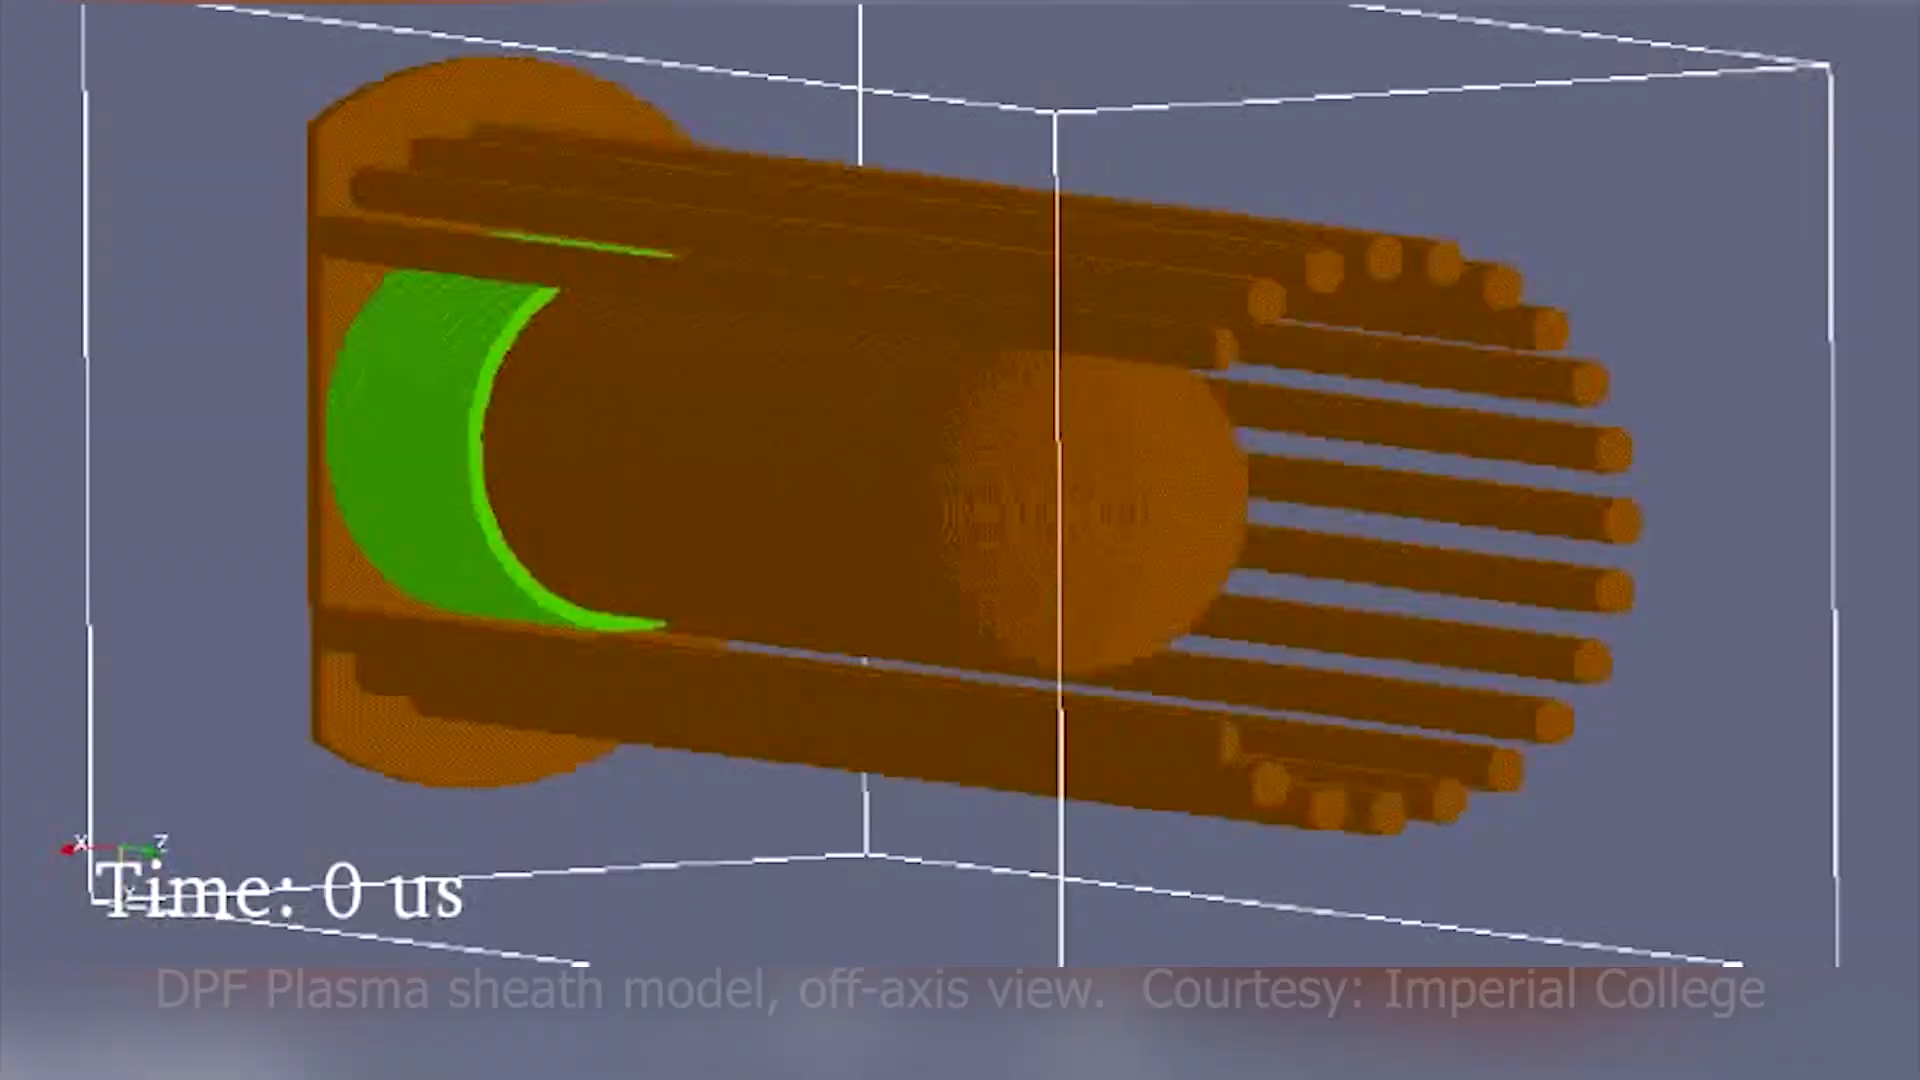 X Z
Time: 0 us
DPF Plasma sheath model, off-axis view. Courtesy: Imperial College